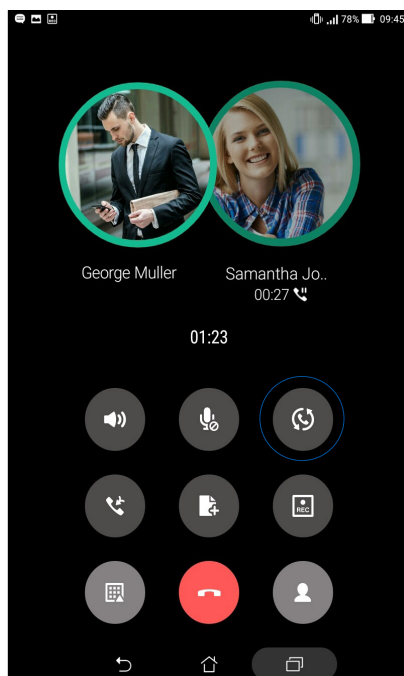 78% 09:45
George Muller
Samantha Jo..
00:27
01:23
REC